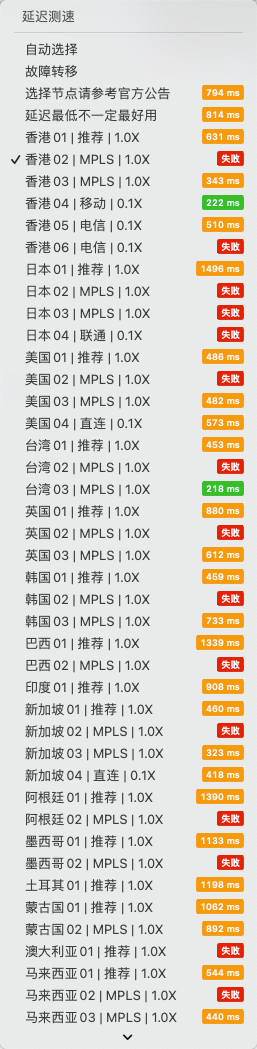 延迟测速
自动选择
故障转移
选择节点请参考官方公告 794 ms
延迟最低不一定最好用 814 ms
香港 01 | 推荐 | 1.0X 631 ms
香港 02 | MPLS | 1.0X 失败
香港 03 | MPLS | 1.0X 343 ms
香港 04 | 移动 | 0.1X 222 ms
香港 05 | 电信 | 0.1X 510 ms
香港 06 | 电信 | 0.1X 失败
日本 01 | 推荐 | 1.0X 1496 ms
日本 02 | MPLS | 1.0X 失败
日本 03 | MPLS | 1.0X 失败
日本 04 | 联通 | 1.0X 失败
美国 01 | 推荐 | 1.0X 486 ms
美国 02 | MPLS | 1.0X 失败
美国 03 | MPLS | 1.0X 482 ms
美国 04 | 直连 | 0.1X 573 ms
台湾 01 | 推荐 | 1.0X 453 ms
台湾 02 | MPLS | 1.0X 失败
台湾 03 | MPLS | 1.0X 218 ms
英国 01 | 推荐 | 1.0X 880 ms
英国 02 | MPLS | 1.0X 失败
英国 03 | MPLS | 1.0X 612 ms
韩国 01 | 推荐 | 1.0X 459 ms
韩国 02 | MPLS | 1.0X 失败
韩国 03 | MPLS | 1.0X 733 ms
巴西 01 | 推荐 | 1.0X 1339 ms
巴西 02 | MPLS | 1.0X 失败
印度 01 | 推荐 | 1.0X 908 ms
新加坡 01 | 推荐 | 1.0X 460 ms
新加坡 02 | MPLS | 1.0X 失败
新加坡 03 | MPLS | 1.0X 323 ms
新加坡 04 | 直连 | 0.1X 418 ms
阿根廷 01 | 推荐 | 1.0X 1390 ms
阿根廷 02 | MPLS | 1.0X 失败
墨西哥 01 | 推荐 | 1.0X 1133 ms
墨西哥 02 | MPLS | 1.0X 失败
土耳其 01 | 推荐 | 1.0X 1198 ms
蒙古国 01 | 推荐 | 1.0X 1062 ms
蒙古国 02 | MPLS | 1.0X 892 ms
澳大利亚 01 | 推荐 | 1.0X 失败
马来西亚 01 | 推荐 | 1.0X 544 ms
马来西亚 02 | MPLS | 1.0X 失败
马来西亚 03 | MPLS | 1.0X 440 ms